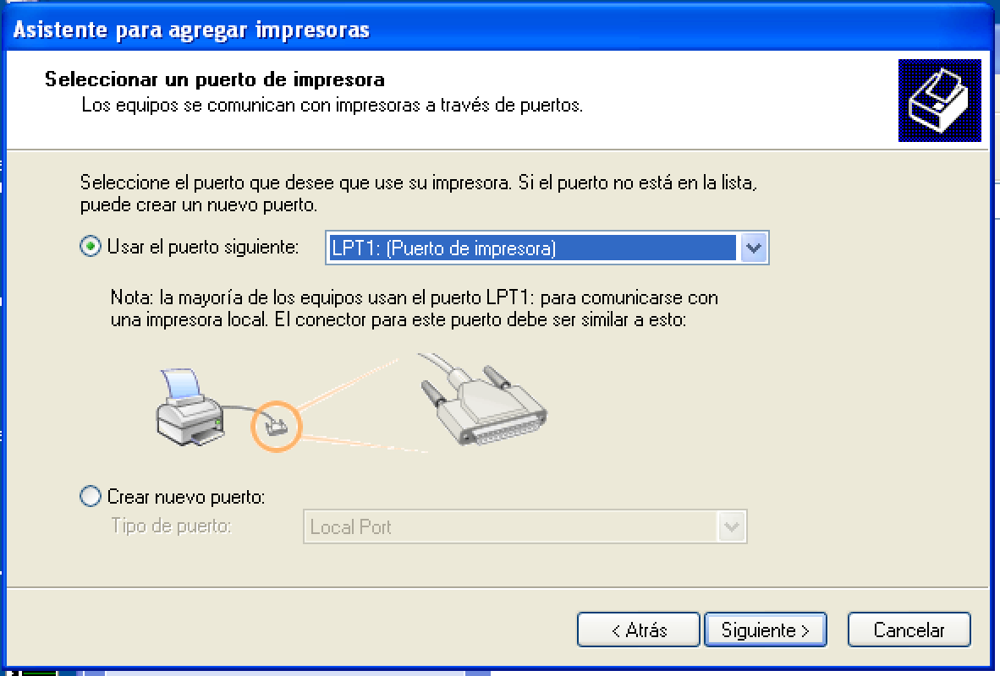 Asistente para agregar impresoras
Seleccionar un puerto de impresora
Los equipos se comunican con impresoras a través de puertos.
Seleccione el puerto que desee que use su impresora. Si el puerto no está en la lista,
puede crear un nuevo puerto.
Usar el puerto siguiente: LPT1: (Puerto de impresora)
Nota: la mayoría de los equipos usan el puerto LPT1: para comunicarse con
una impresora local. El conector para este puerto debe ser similar a esto:
Crear nuevo puerto:
Tipo de puerto: Local Port
< Atrás Siguiente > Cancelar